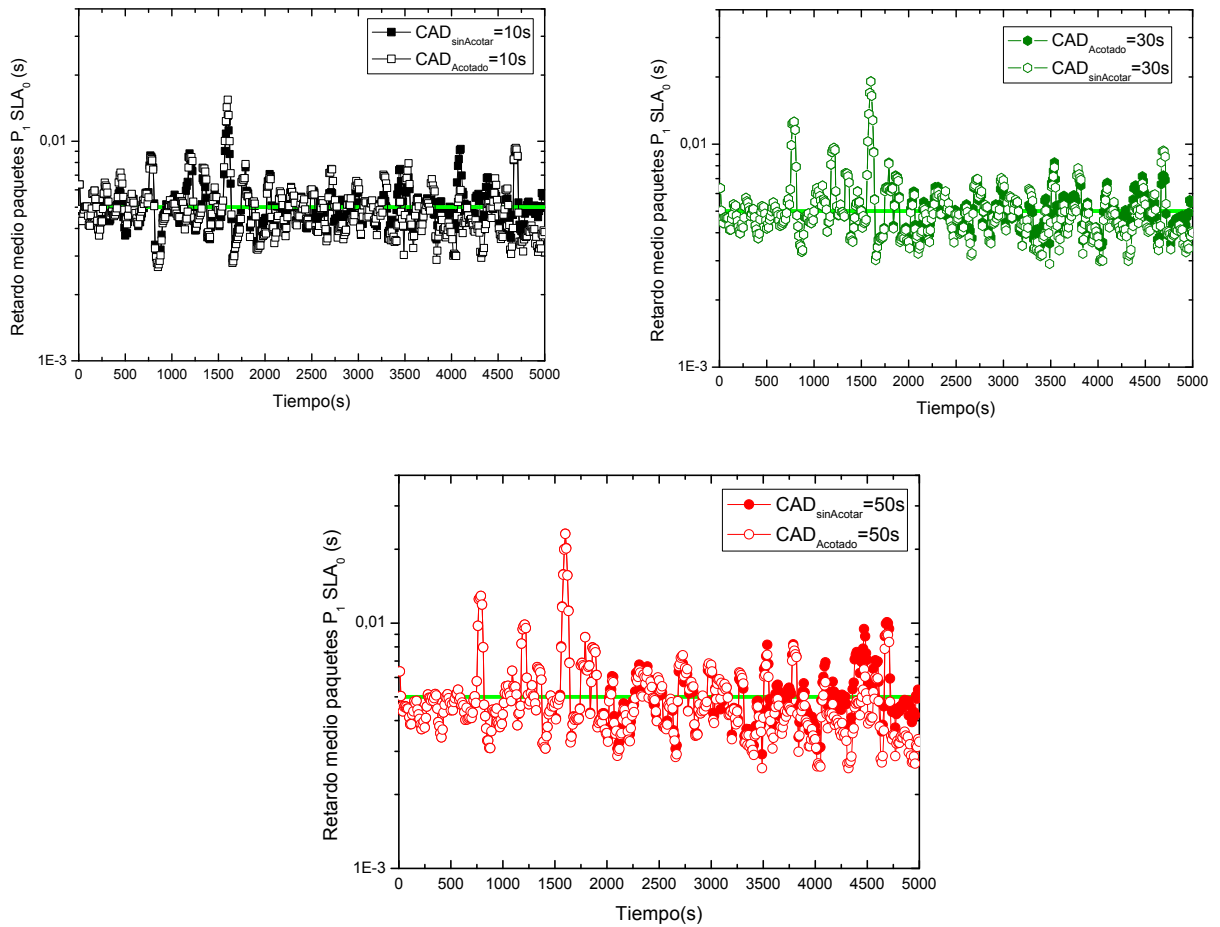 CAD_sinAcotar=10s
CAD_Acotado=10s
Retardo medio paquetes P_1 SLA_0 (s)
0,01
1E-3
0 500 1000 1500 2000 2500 3000 3500 4000 4500 5000
Tiempo(s)
CAD_Acotado=30s
CAD_sinAcotar=30s
Retardo medio paquetes P_1 SLA_0 (s)
0,01
1E-3
0 500 1000 1500 2000 2500 3000 3500 4000 4500 5000
Tiempo(s)
CAD_sinAcotar=50s
CAD_Acotado=50s
Retardo medio paquetes P_1 SLA_0 (s)
0,01
1E-3
0 500 1000 1500 2000 2500 3000 3500 4000 4500 5000
Tiempo(s)